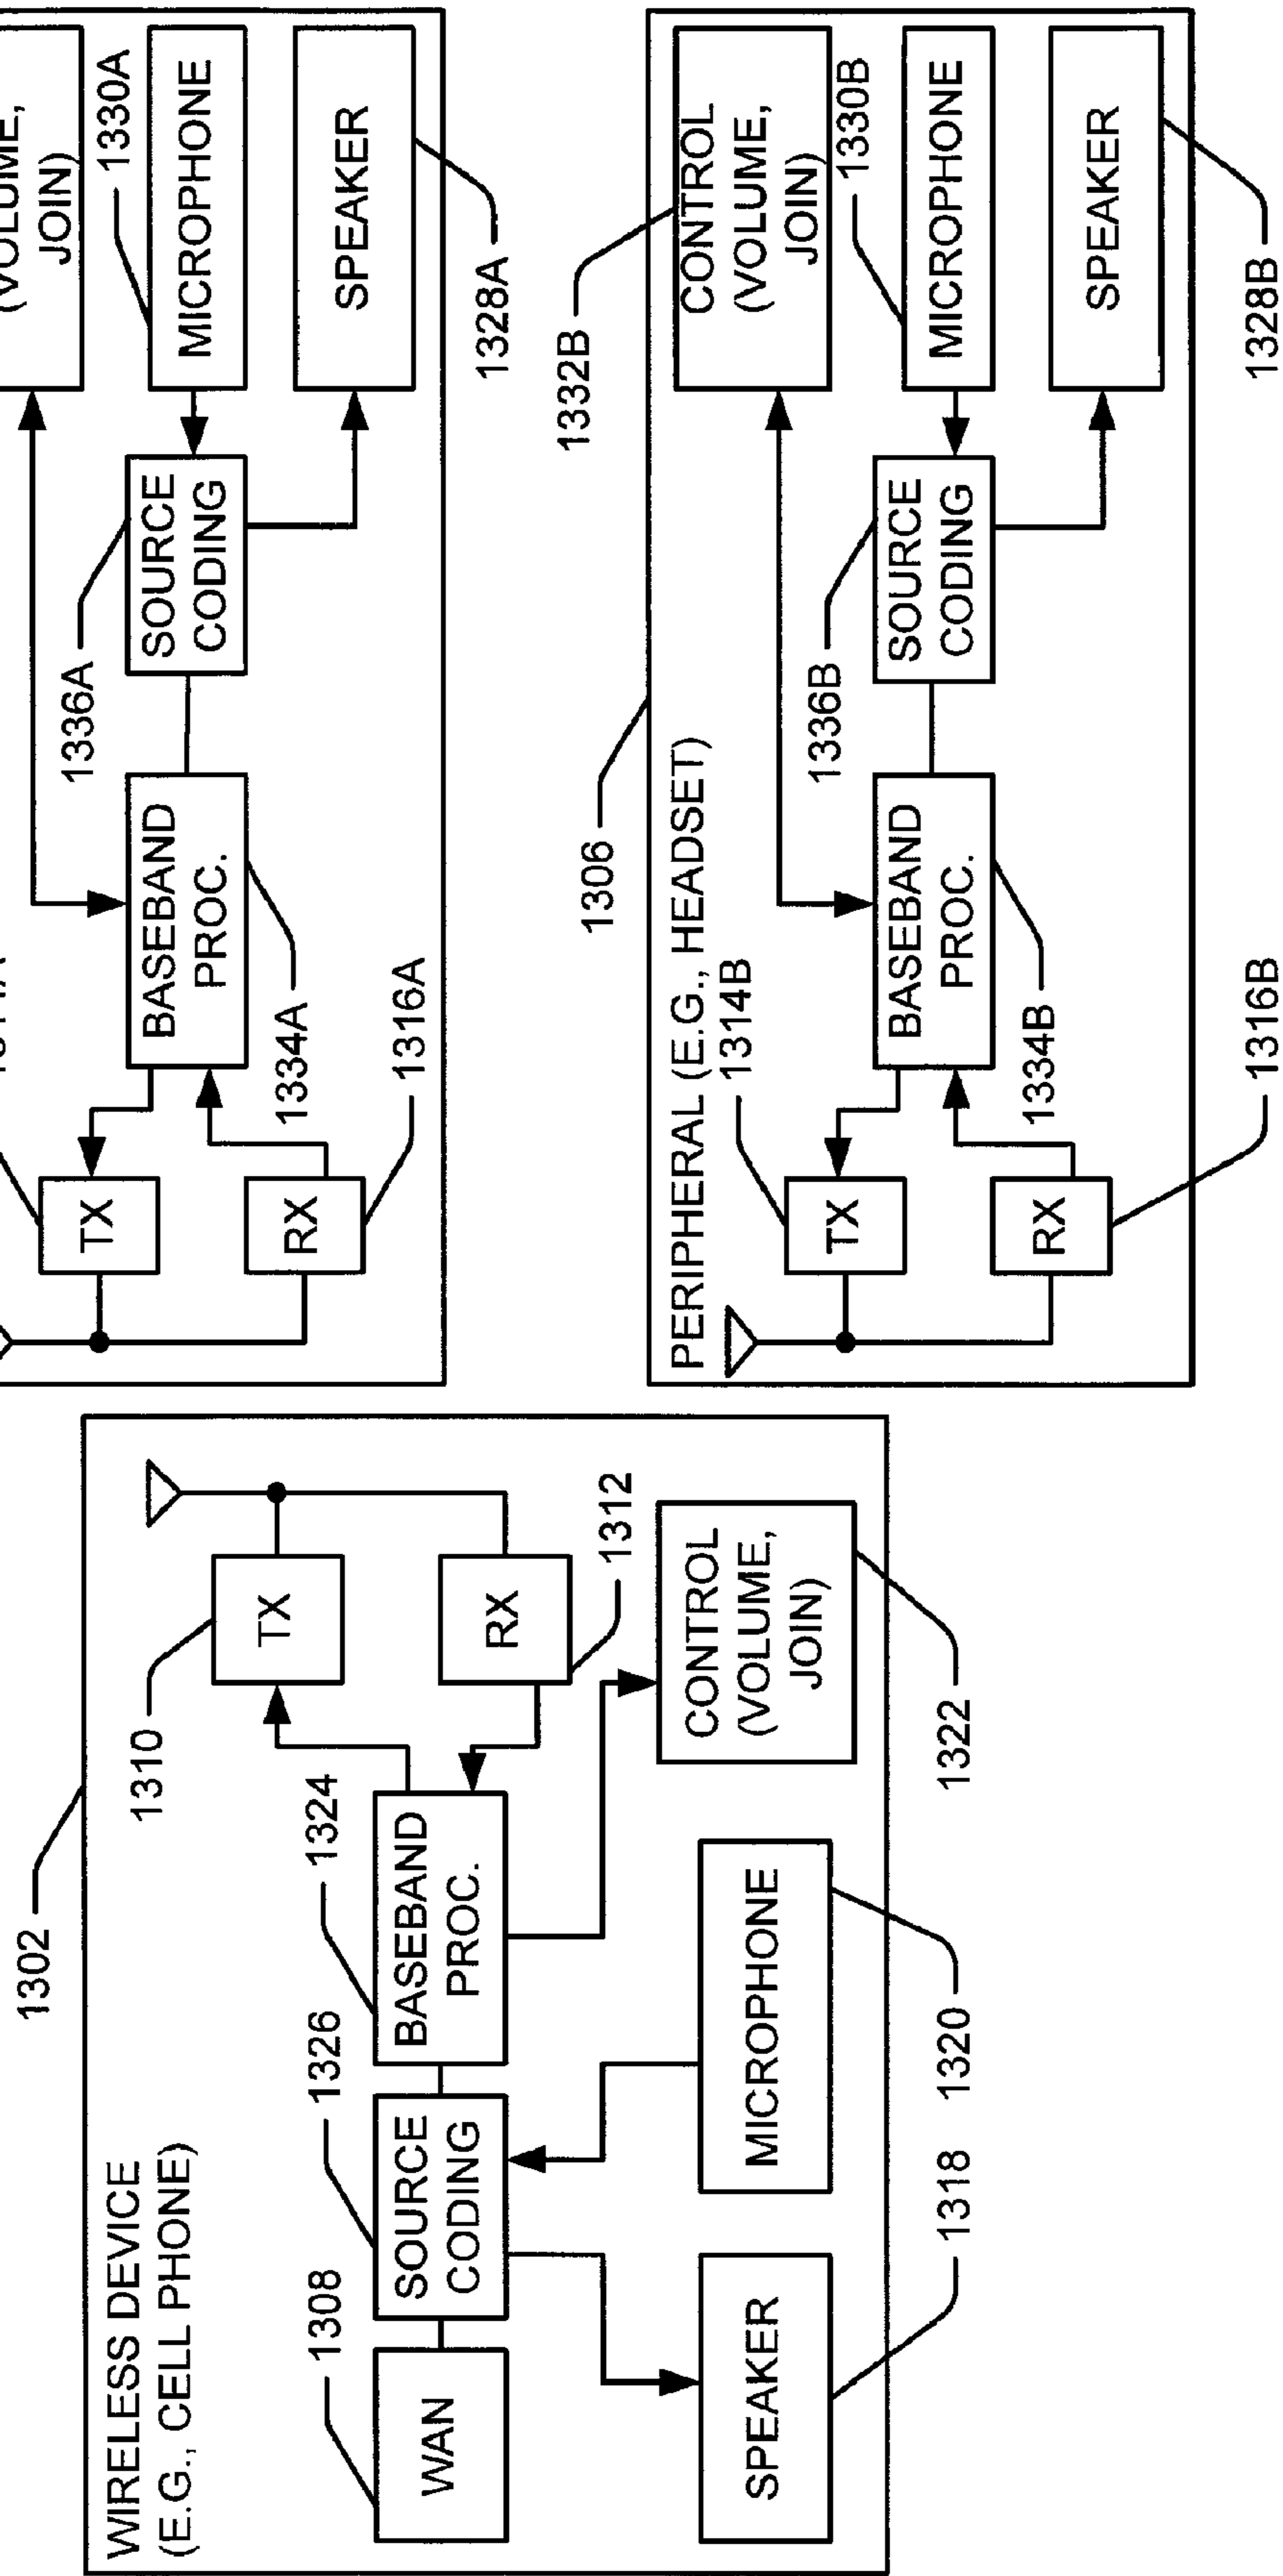 1302
WIRELESS DEVICE
(E.G., CELL PHONE)
1310
TX
RX
1312
1324
BASEBAND
PROC.
1326
SOURCE
CODING
1308
WAN
CONTROL
(VOLUME,
JOIN)
1322
MICROPHONE
1320
SPEAKER
1318
TX
RX
1316A
BASEBAND
PROC.
1334A
1336A
SOURCE
CODING
(VOLUME,
JOIN)
1330A
MICROPHONE
SPEAKER
1328A
1306
PERIPHERAL (E.G., HEADSET)
1314B
TX
RX
1316B
BASEBAND
PROC.
1334B
1336B
SOURCE
CODING
1332B
CONTROL
(VOLUME,
JOIN)
1330B
MICROPHONE
SPEAKER
1328B